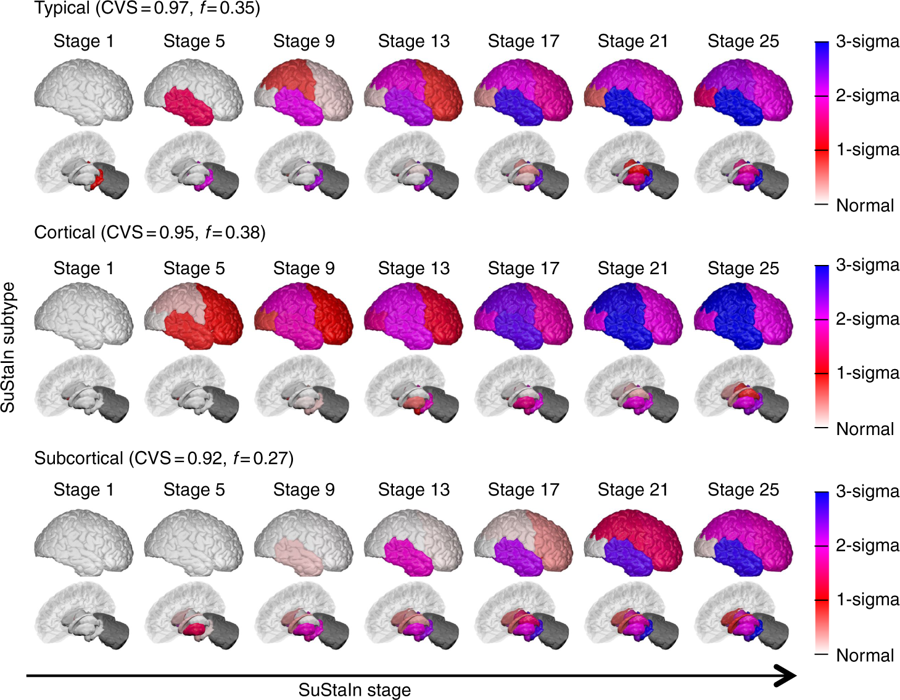 Typical (CVS=0.97, f=0.35)
Stage 1 Stage 5 Stage 9 Stage 13 Stage 17 Stage 21 Stage 25
3-sigma
2-sigma
1-sigma
Normal
Cortical (CVS=0.95, f=0.38)
Stage 1 Stage 5 Stage 9 Stage 13 Stage 17 Stage 21 Stage 25
3-sigma
2-sigma
1-sigma
Normal
SuStaIn subtype
Subcortical (CVS=0.92, f=0.27)
Stage 1 Stage 5 Stage 9 Stage 13 Stage 17 Stage 21 Stage 25
3-sigma
2-sigma
1-sigma
Normal
SuStaIn stage